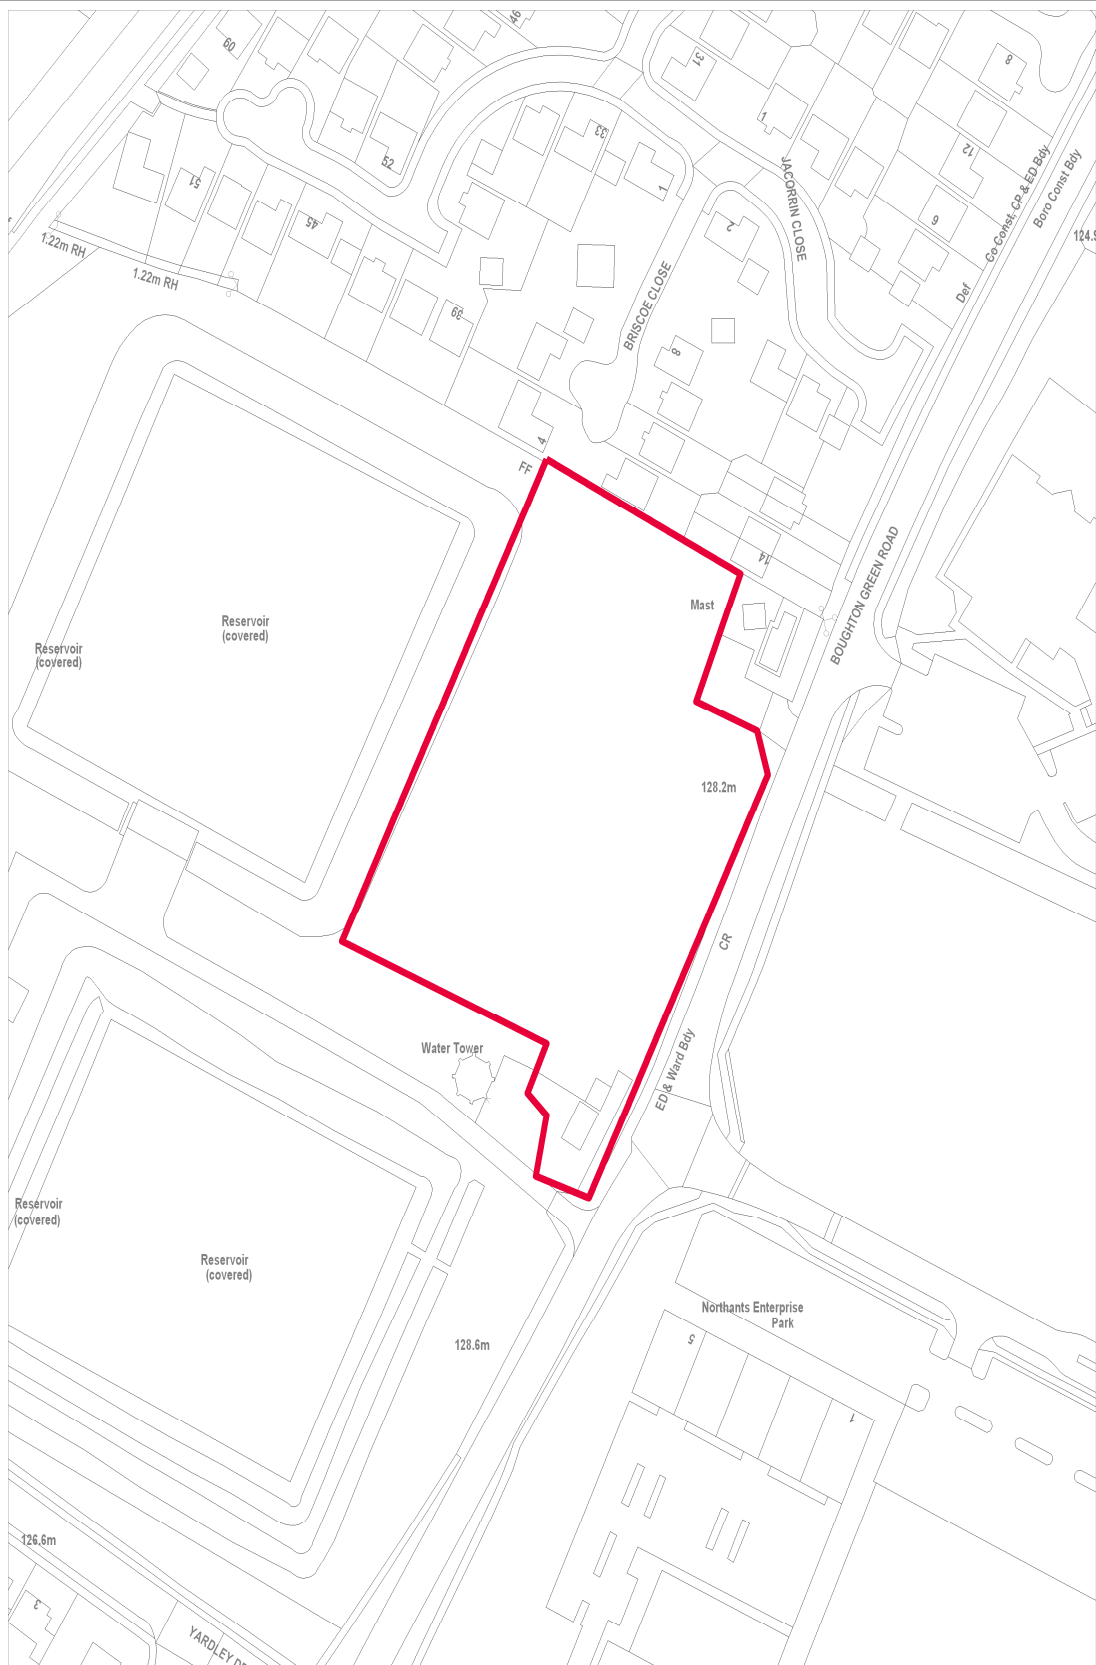 46
60
31
8
1
33
52
12
51
1
JACORRIN CLOSE
Co Const, CP & ED Bdy
Boro Const Bdy
45
2
6
124.9
1.22m RH
1.22m RH
Def
BRISCOE CLOSE
39
8
4
FF
14
BOUGHTON GREEN ROAD
Mast
Reservoir
(covered)
Reservoir
(covered)
128.2m
CR
Water Tower
ED & Ward Bdy
Reservoir
(covered)
Reservoir
(covered)
Northants Enterprise
Park
5
128.6m
1
126.6m
3
YARDLEY